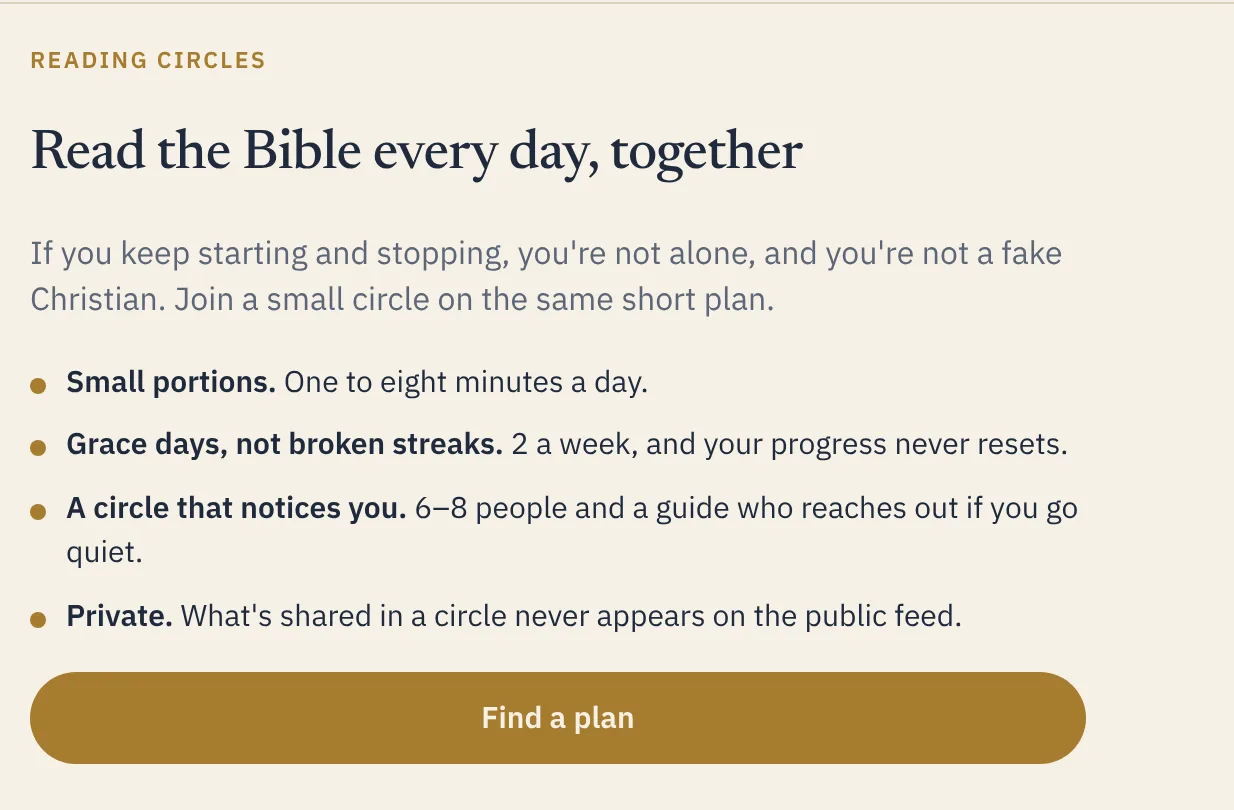 READING CIRCLES
Read the Bible every day, together
If you keep starting and stopping, you're not alone, and you're not a fake
Christian. Join a small circle on the same short plan.
Small portions. One to eight minutes a day.
Grace days, not broken streaks. 2 a week, and your progress never resets.
A circle that notices you. 6–8 people and a guide who reaches out if you go
quiet.
Private. What's shared in a circle never appears on the public feed.
Find a plan